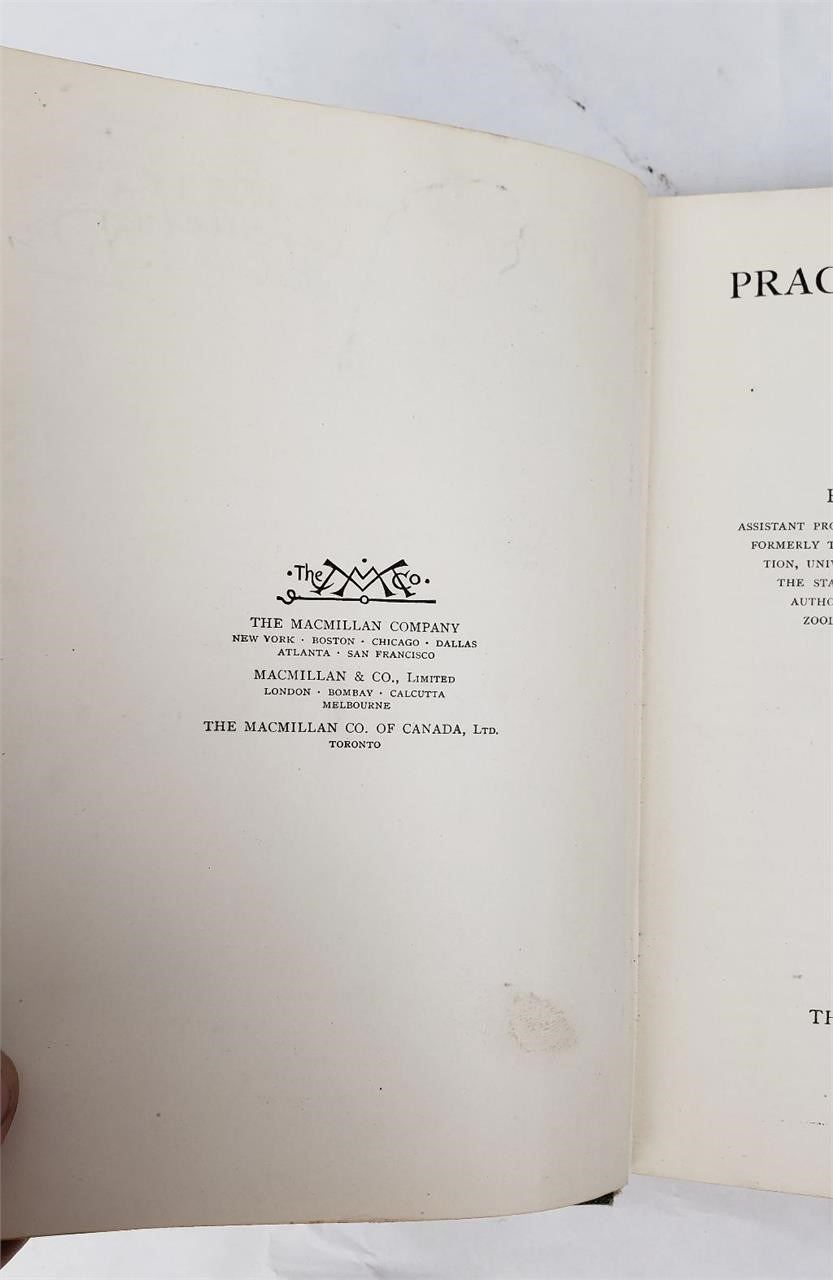 The M Co
THE MACMILLAN COMPANY
NEW YORK · BOSTON · CHICAGO · DALLAS
ATLANTA · SAN FRANCISCO
MACMILLAN & CO., LIMITED
LONDON · BOMBAY · CALCUTTA
MELBOURNE
THE MACMILLAN CO. OF CANADA, LTD.
TORONTO
PRAC
ASSISTANT PRO
FORMERLY T
TION, UNIV
THE STA
AUTHO
ZOOL
TH